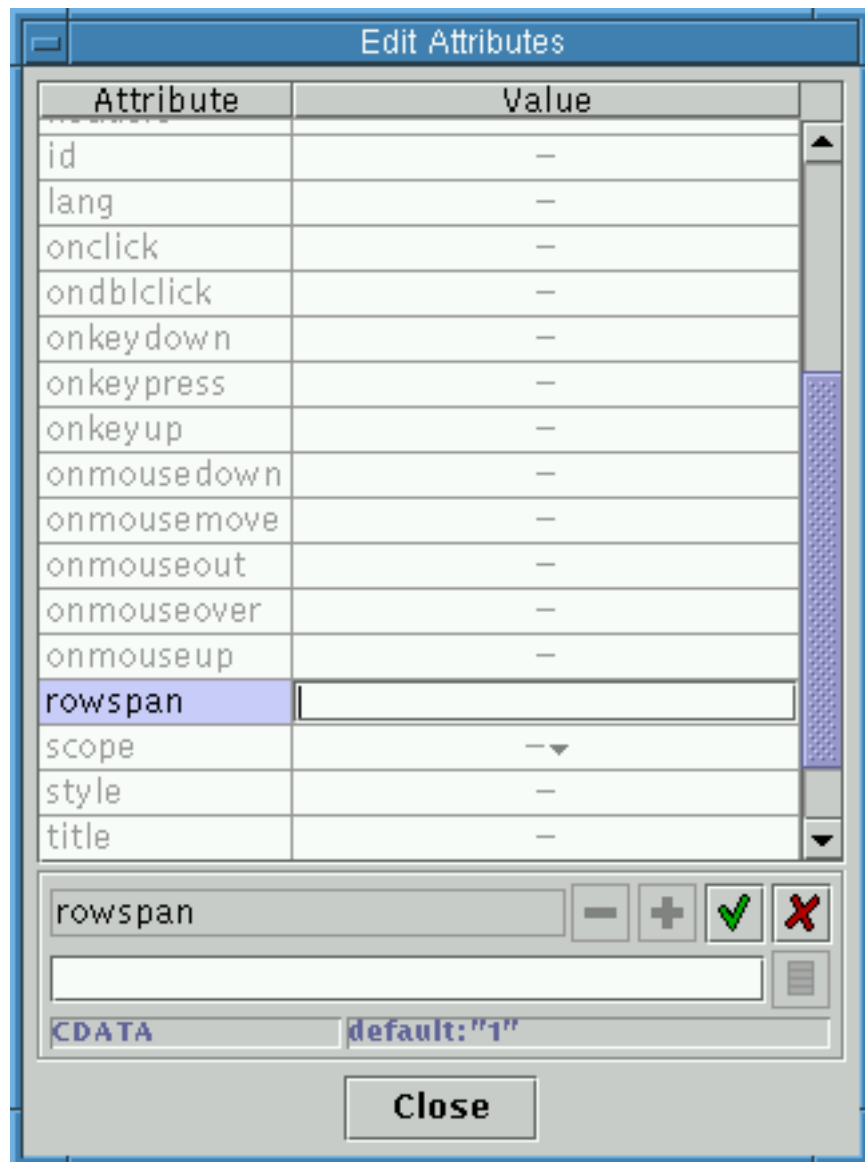 Edit Attributes
Attribute Value
id –
lang –
onclick –
ondblclick –
onkeydown –
onkeypress –
onkeyup –
onmousedown –
onmousemove –
onmouseout –
onmouseover –
onmouseup –
rowspan
scope –
style –
title –
rowspan
CDATA default:"1"
Close